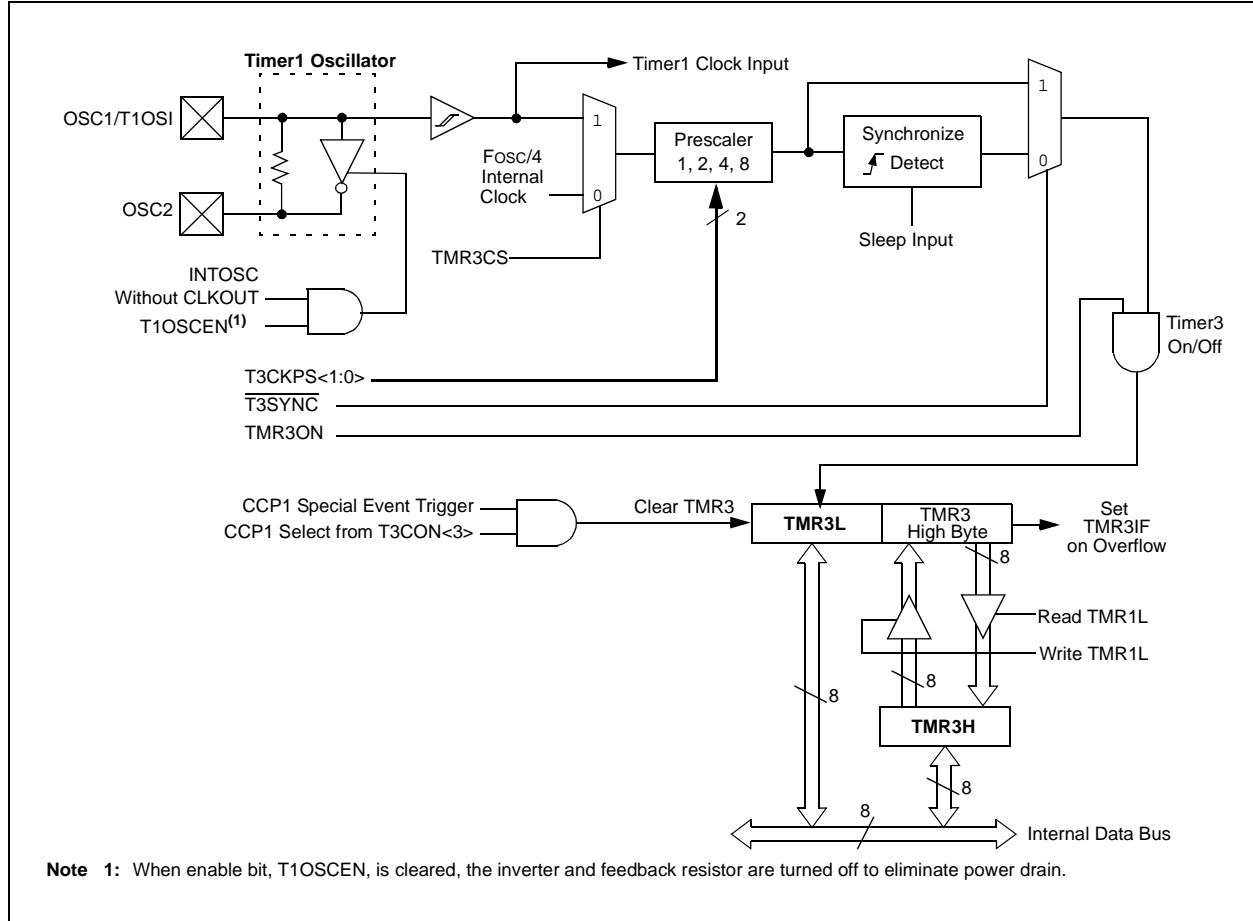 Timer1 Oscillator
Timer1 Clock Input
OSC1/T1OSI
1
1
Prescaler
1, 2, 4, 8
Synchronize
Detect
FOSC/4
Internal
Clock
0
0
OSC2
2
Sleep Input
TMR3CS
INTOSC
Without CLKOUT
T1OSCEN(1)
Timer3
On/Off
T3CKPS<1:0>
T3SYNC
TMR3ON
CCP1 Special Event Trigger
CCP1 Select from T3CON<3>
Clear TMR3
TMR3L
TMR3
High Byte
Set
TMR3IF
on Overflow
8
Read TMR1L
Write TMR1L
8
8
TMR3H
8
8
Internal Data Bus
Note 1: When enable bit, T1OSCEN, is cleared, the inverter and feedback resistor are turned off to eliminate power drain.